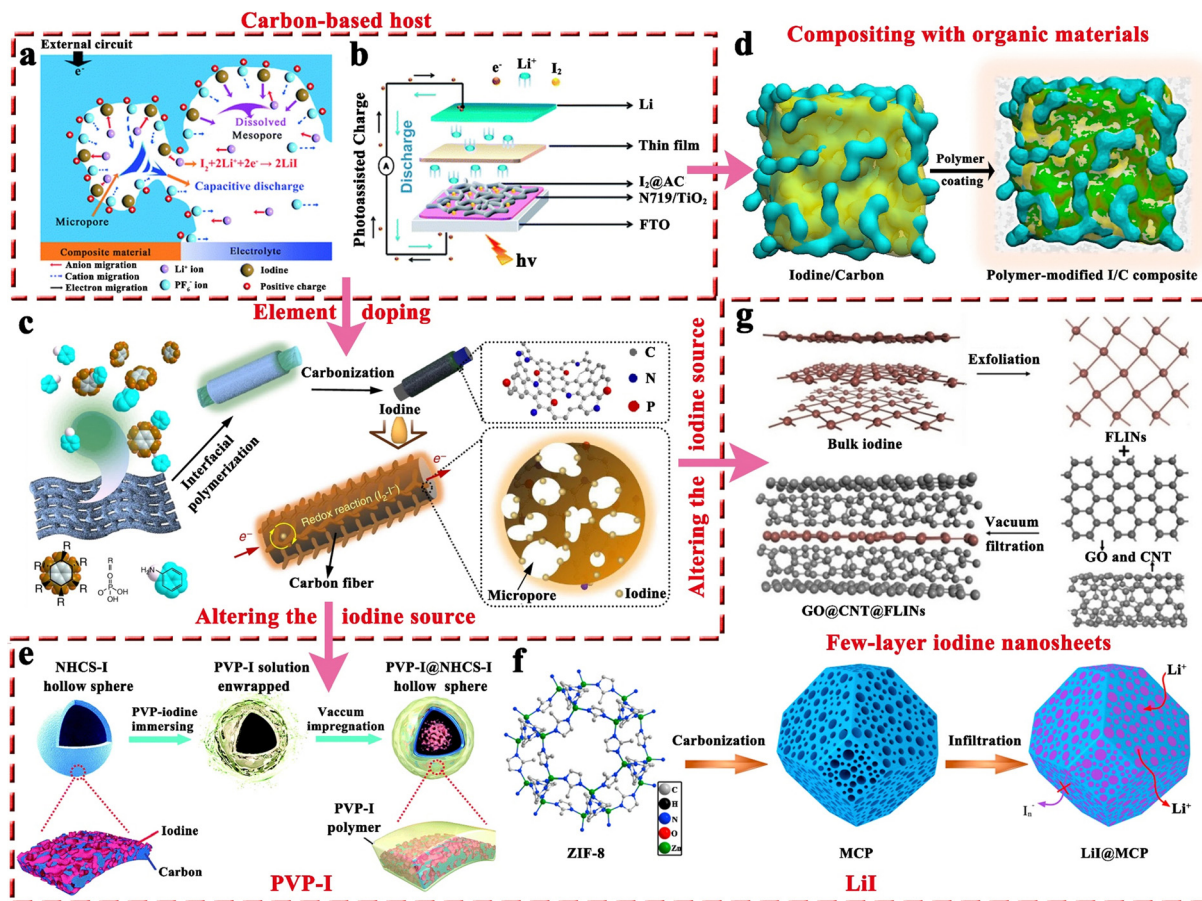 Carbon-based host
a
External circuit
e⁻
Dissolved
Mesopore
I₂+2Li⁺+2e⁻→ 2LiI
Capacitive discharge
Micropore
Composite material
Electrolyte
Anion migration
Cation migration
Electron migration
Li⁺ ion
PF₆⁻ ion
Iodine
Positive charge
b
Photoassisted Charge
Discharge
A
e⁻
Li⁺
I₂
Li
Thin film
I₂@AC
N719/TiO₂
FTO
hv
d
Compositing with organic materials
Polymer
coating
Iodine/Carbon
Polymer-modified I/C composite
Element doping
c
Interfacial
polymerization
Carbonization
C
N
P
Iodine
e⁻
Redox reaction (I₂-I⁻)
e⁻
Carbon fiber
Micropore
Iodine
R
R
R
R
R
R
R
O
P
OH
OH
H₂N
Altering the iodine source
g
Exfoliation
Bulk iodine
FLINs
+
Vacuum
filtration
GO and CNT
GO@CNT@FLINs
Few-layer iodine nanosheets
Altering the iodine source
e
NHCS-I
hollow sphere
PVP-iodine
immersing
PVP-I solution
enwrapped
Vaccum
impregnation
PVP-I@NHCS-I
hollow sphere
Iodine
Carbon
PVP-I
polymer
PVP-I
f
ZIF-8
C
H
N
O
Zn
Carbonization
MCP
Infiltration
Li⁺
Li⁺
Iₙ⁻
LiI@MCP
LiI